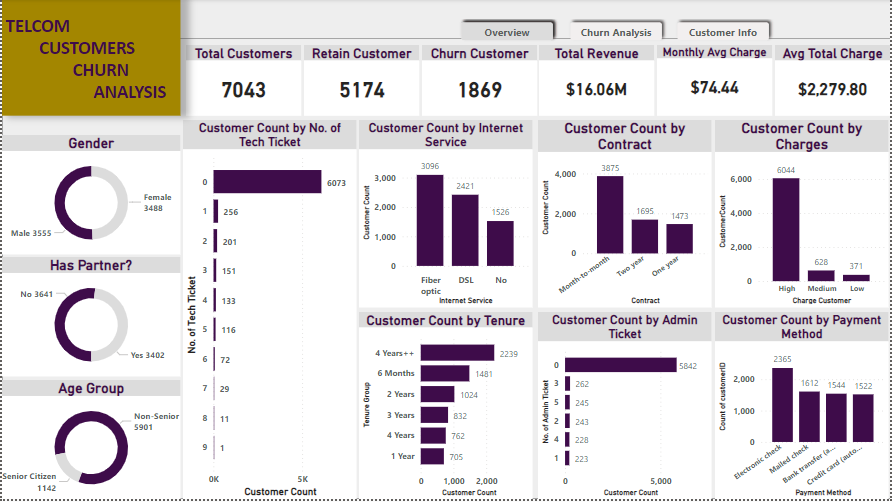 TELCOM
CUSTOMERS
CHURN
ANALYSIS
Overview
Churn Analysis
Customer Info
Total Customers
7043
Retain Customer
5174
Churn Customer
1869
Total Revenue
$16.06M
Monthly Avg Charge
$74.44
Avg Total Charge
$2,279.80
Gender
Female
3488
Male 3555
Has Partner?
No 3641
Yes 3402
Age Group
Non-Senior
5901
Senior Citizen
1142
Customer Count by No. of
Tech Ticket
No. of Tech Ticket
0
6073
1
256
2
201
3
151
4
133
5
116
6
72
7
29
8
11
9
1
0K
5K
Customer Count
Customer Count by Internet
Service
Customer Count
3,000
2,000
1,000
0
3096
2421
1526
Fiber
optic
DSL
No
Internet Service
Customer Count by
Contract
Customer Count
4,000
2,000
0
3875
1695
1473
Month-to-month
Two year
One year
Contract
Customer Count by
Charges
CustomerCount
6,000
4,000
2,000
0
6044
628
371
High
Medium
Low
Charge Customer
Customer Count by Tenure
Tenure Group
4 Years++
2239
6 Months
1481
2 Years
1024
3 Years
832
4 Years
762
1 Year
705
0
1,000
2,000
Customer Count
Customer Count by Admin
Ticket
No. of Admin Ticket
0
5842
3
262
5
245
2
243
4
228
1
223
0
5,000
Customer Count
Customer Count by Payment
Method
Count of customerID
2,000
1,000
0
2365
1612
1544
1522
Electronic check
Mailed check
Bank transfer (a...
Credit card (auto...
Payment Method